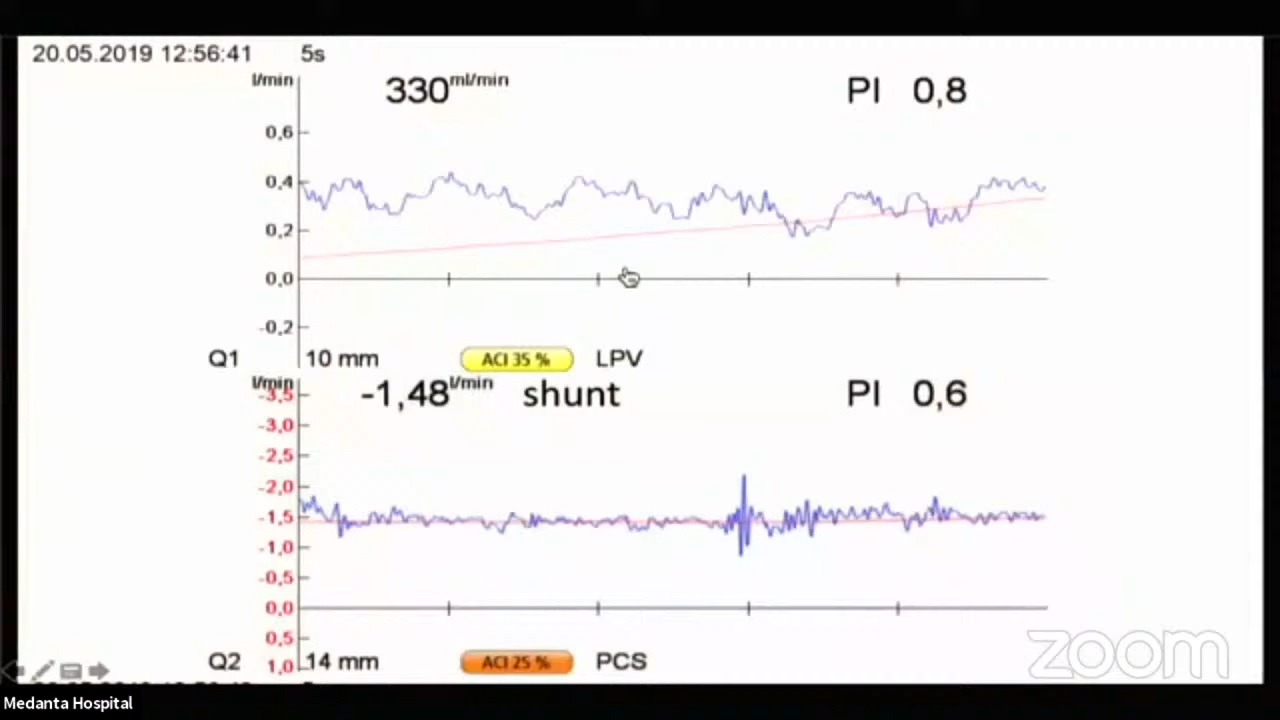 20.05.2019 12:56:41 5s
l/min 330 ml/min PI 0,8
0,6
0,4
0,2
0,0
-0,2
Q1 10 mm ACI 35 % LPV
l/min -1,48 l/min shunt PI 0,6
-3,5
-3,0
-2,5
-2,0
-1,5
-1,0
-0,5
0,0
0,5
1,0
Q2 14 mm ACI 25 % PCS
zoom
Medanta Hospital